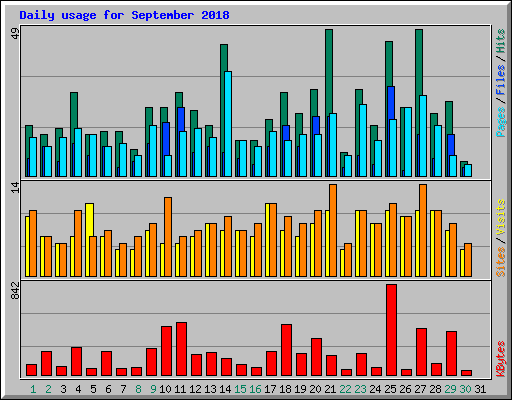 Daily usage for September 2018
49
Pages/Files/Hits
14
Sites/Visits
842
KBytes
1 2 3 4 5 6 7 8 9 10 11 12 13 14 15 16 17 18 19 20 21 22 23 24 25 26 27 28 29 30 31